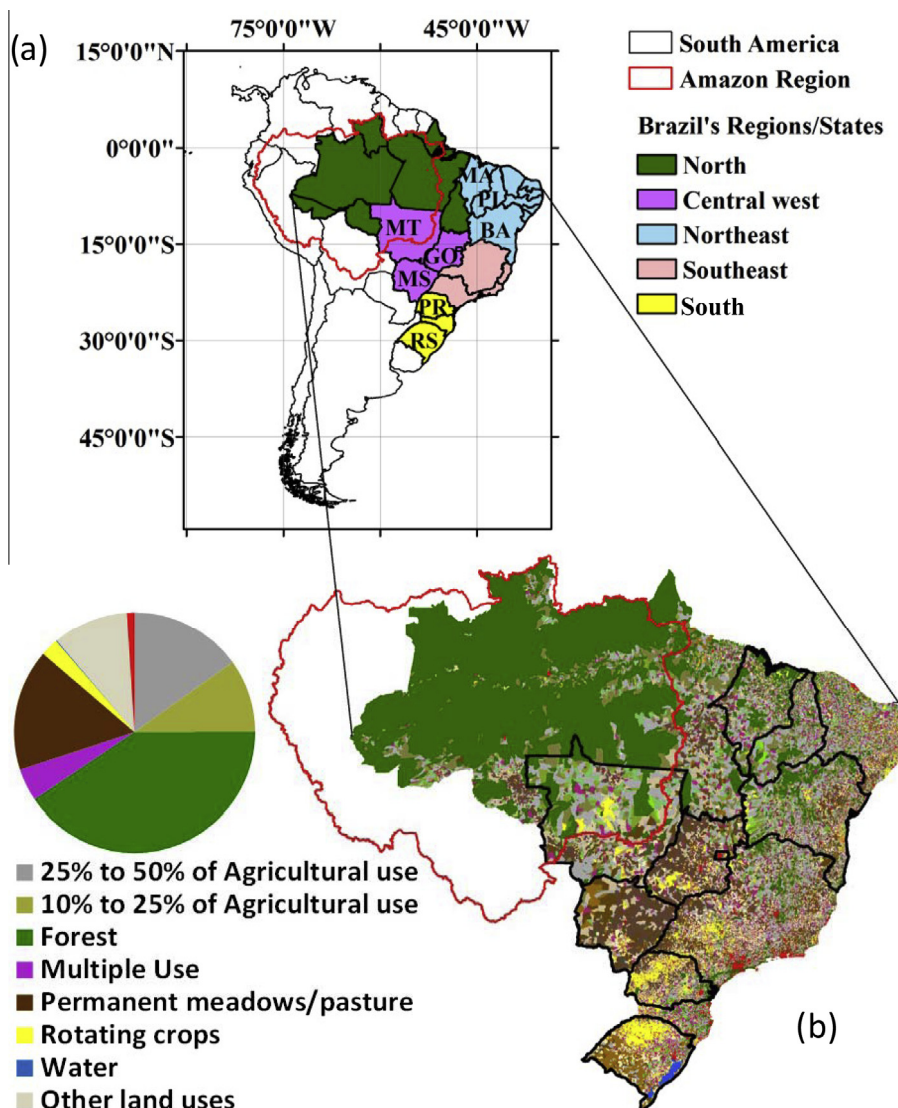 (a)
75°0'0"W 45°0'0"W
15°0'0"N
0°0'0"
15°0'0"S
30°0'0"S
45°0'0"S
MA
PI
BA
MT
GO
MS
PR
RS
South America
Amazon Region
Brazil's Regions/States
North
Central west
Northeast
Southeast
South
25% to 50% of Agricultural use
10% to 25% of Agricultural use
Forest
Multiple Use
Permanent meadows/pasture
Rotating crops
Water
Other land uses
(b)